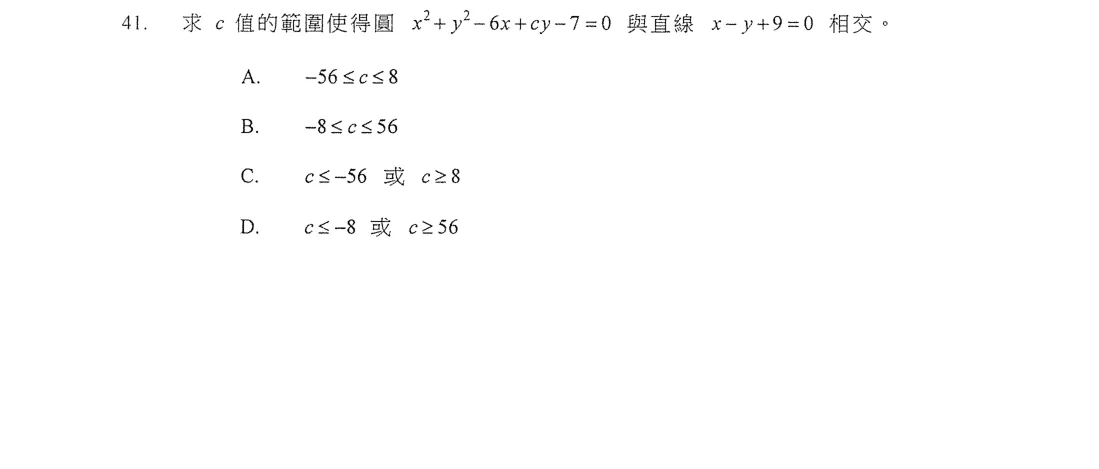 41. 求 c 值的範圍使得圓 x²+y²−6x+cy−7=0 與直線 x−y+9=0 相交。
A. −56≤c≤8
B. −8≤c≤56
C. c≤−56 或 c≥8
D. c≤−8 或 c≥56